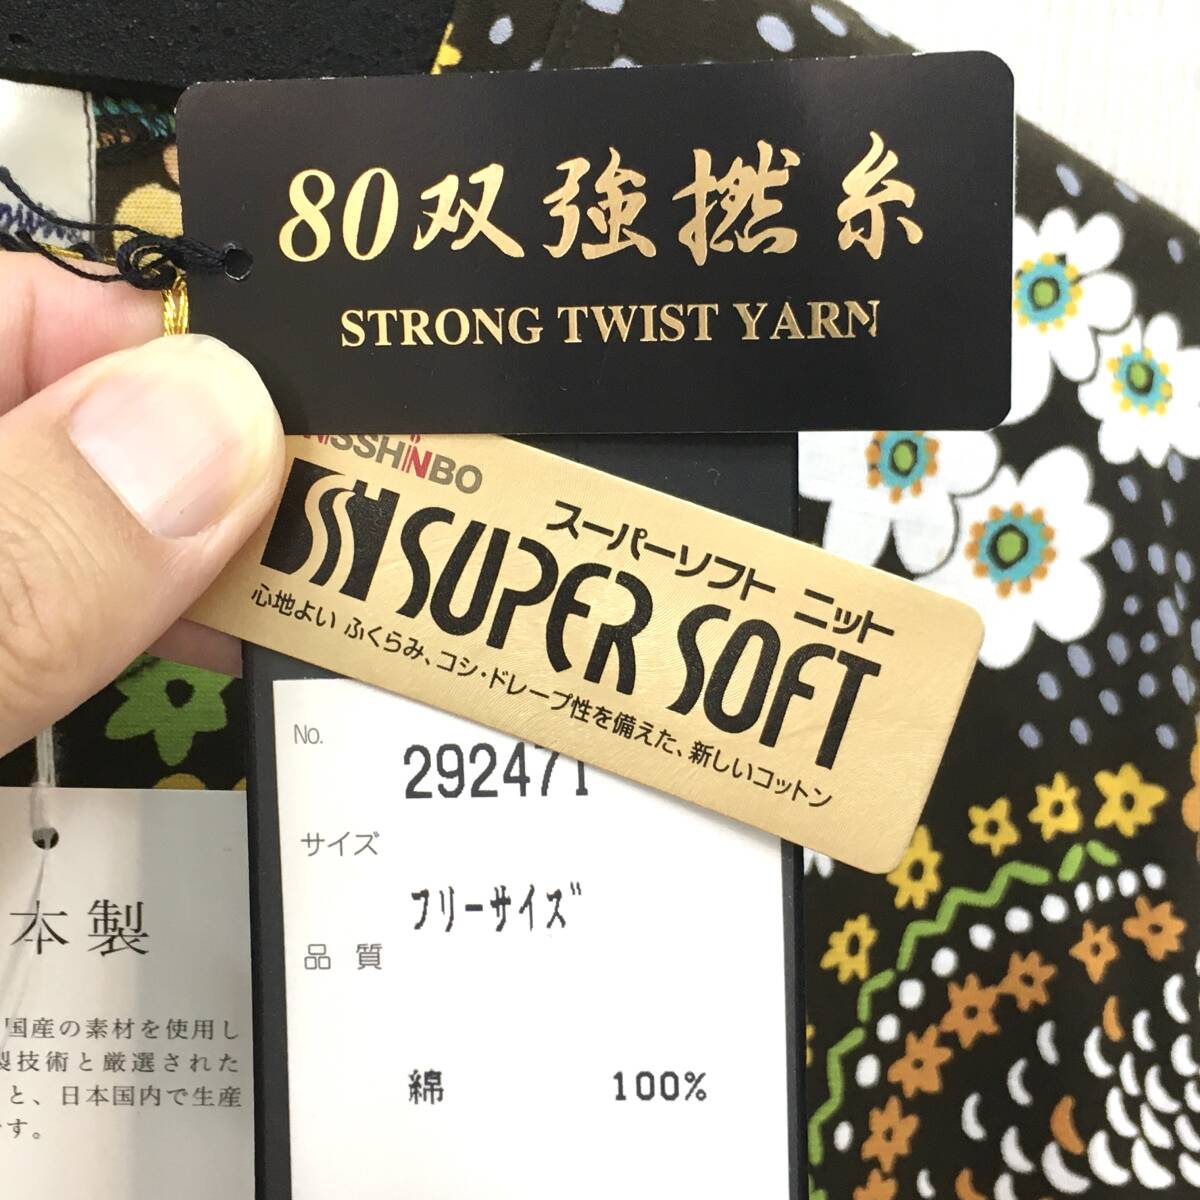 80双強撚糸
STRONG TWIST YARN
NISSHINBO
SUPER SOFT
スーパーソフト ニット
心地よい ふくらみ、コシ・ドレープ性を備えた、新しいコットン
No.
292471
サイズ
フリーサイズ
品質
綿 100%
本製
国産の素材を使用し
製技術と厳選された
と、日本国内で生産
です。